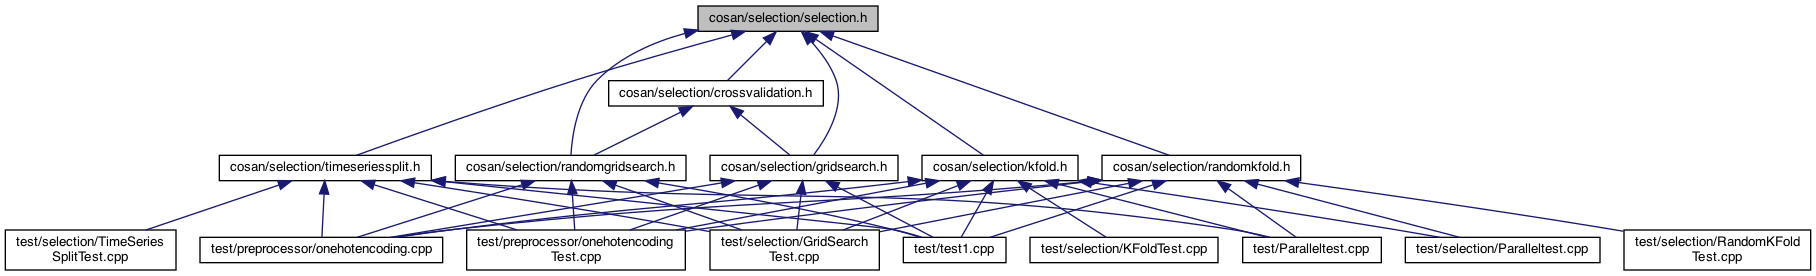 cosan/selection/selection.h
cosan/selection/crossvalidation.h
cosan/selection/timeseriessplit.h
cosan/selection/randomgridsearch.h
cosan/selection/gridsearch.h
cosan/selection/kfold.h
cosan/selection/randomkfold.h
test/selection/TimeSeries
SplitTest.cpp
test/preprocessor/onehotencoding.cpp
test/preprocessor/onehotencoding
Test.cpp
test/selection/GridSearch
Test.cpp
test/test1.cpp
test/selection/KFoldTest.cpp
test/Paralleltest.cpp
test/selection/Paralleltest.cpp
test/selection/RandomKFold
Test.cpp